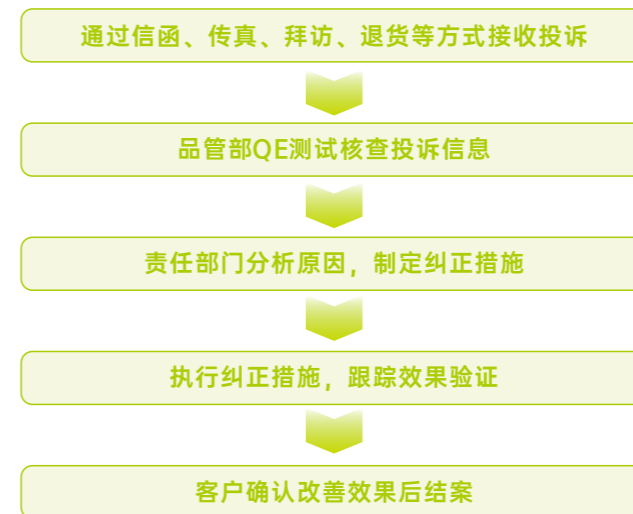 通过信函、传真、拜访、退货等方式接收投诉
品管部QE测试核查投诉信息
责任部门分析原因，制定纠正措施
执行纠正措施，跟踪效果验证
客户确认改善效果后结案